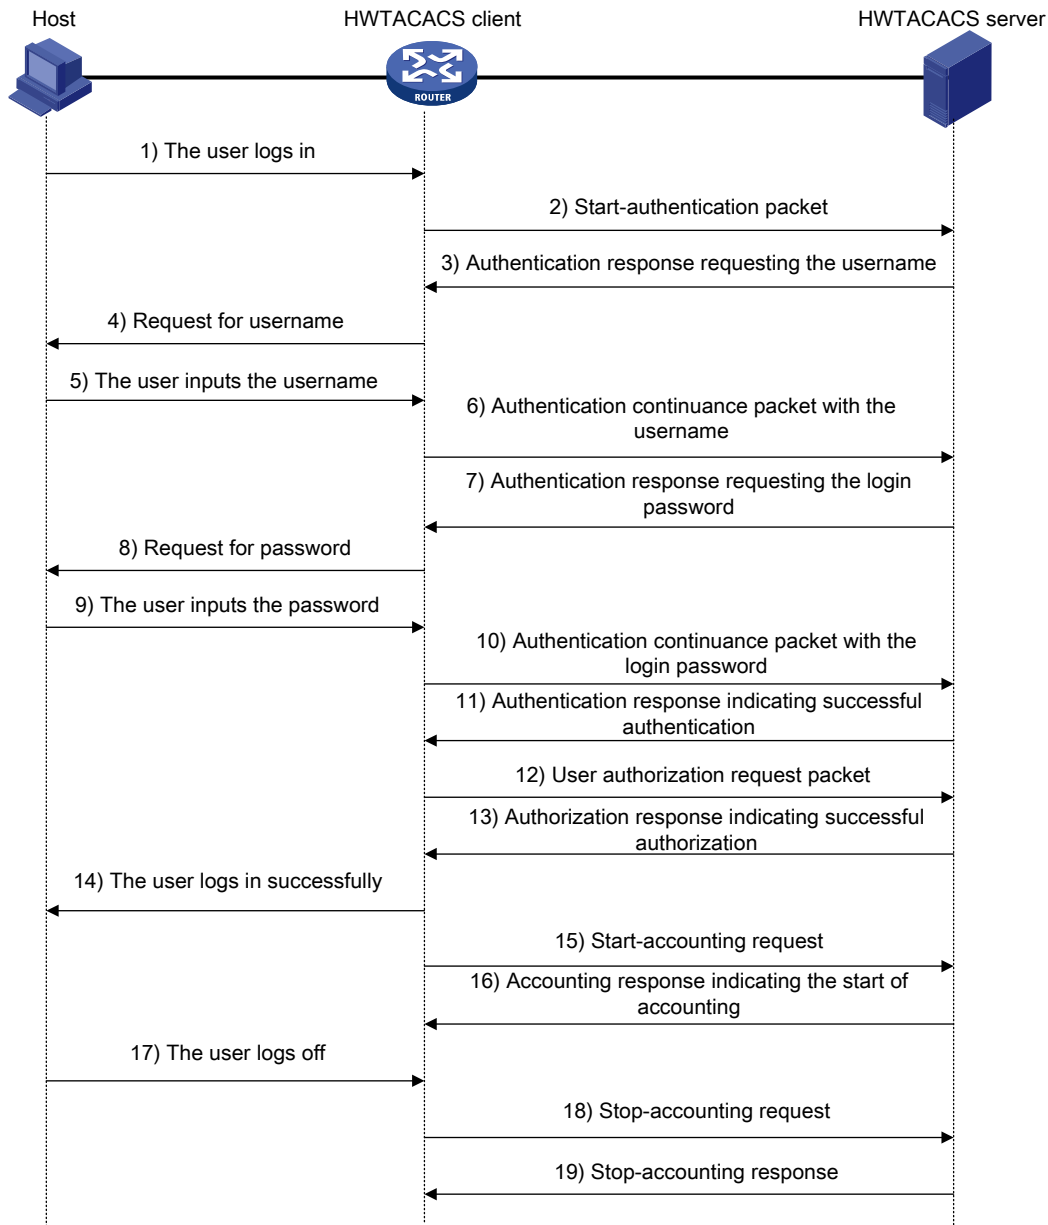 Host
HWTACACS client
HWTACACS server
ROUTER
1) The user logs in
2) Start-authentication packet
3) Authentication response requesting the username
4) Request for username
5) The user inputs the username
6) Authentication continuance packet with the
username
7) Authentication response requesting the login
password
8) Request for password
9) The user inputs the password
10) Authentication continuance packet with the
login password
11) Authentication response indicating successful
authentication
12) User authorization request packet
13) Authorization response indicating successful
authorization
14) The user logs in successfully
15) Start-accounting request
16) Accounting response indicating the start of
accounting
17) The user logs off
18) Stop-accounting request
19) Stop-accounting response